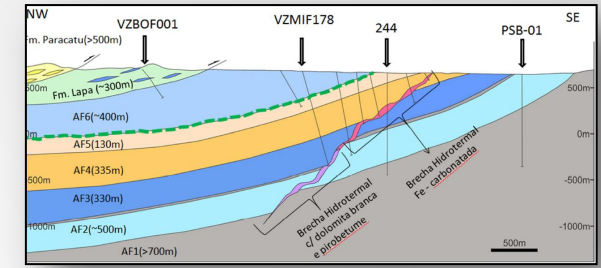 NW
VZBOF001
VZMIF178
244
PSB-01
SE
Fm. Paracatu(>500m)
Fm. Lapa (~300m)
500m
500m-
AF6(~400m)
0m
0m-
AF5(130m)
AF4(335m)
-500m
-500m-
AF3(330m)
AF2(~500m)
-1000m
-1000m-
AF1(>700m)
Brecha Hidrotermal
c/ dolomita branca
e pirobetume
Brecha Hidrotermal
Fe - carbonatada
500m